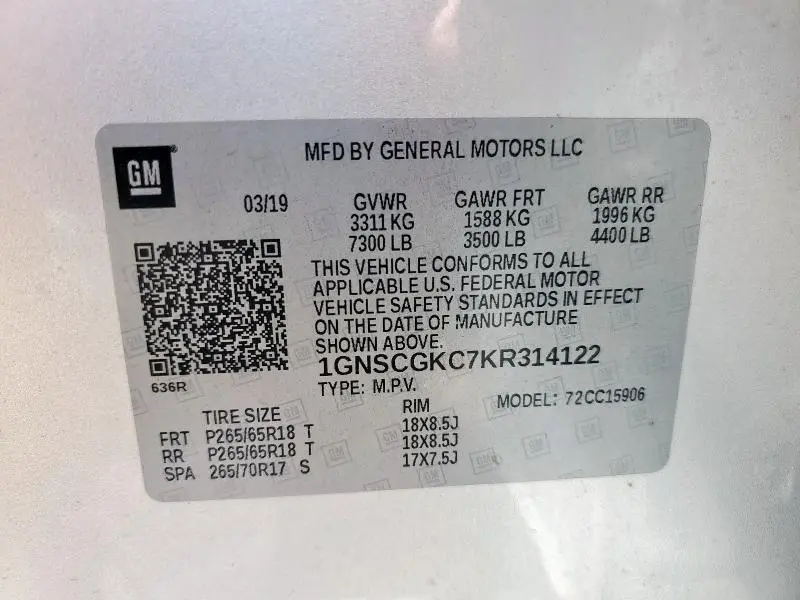 GM
MFD BY GENERAL MOTORS LLC
03/19
GVWR GAWR FRT GAWR RR
3311 KG 1588 KG 1996 KG
7300 LB 3500 LB 4400 LB
THIS VEHICLE CONFORMS TO ALL
APPLICABLE U.S. FEDERAL MOTOR
VEHICLE SAFETY STANDARDS IN EFFECT
ON THE DATE OF MANUFACTURE
SHOWN ABOVE.
1GNSCGKC7KR314122
636R
TYPE: M.P.V.
MODEL: 72CC15906
TIRE SIZE RIM
FRT P265/65R18 T 18X8.5J
RR P265/65R18 T 18X8.5J
SPA 265/70R17 S 17X7.5J